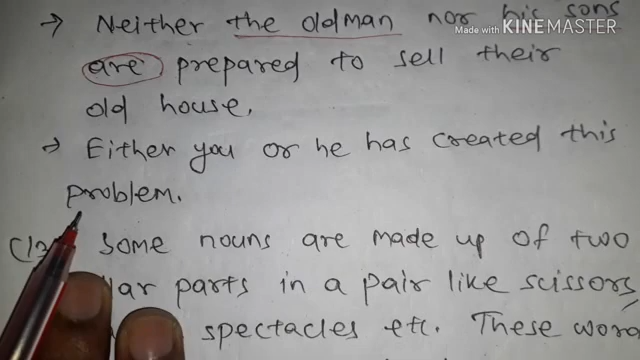 Made with KINEMASTER
→ Neither the oldman nor his sons
are prepared to sell their
old house.
→ Either you or he has created this
problem.
Some nouns are made up of two
parts in a pair like scissors,
spectacles etc. These word